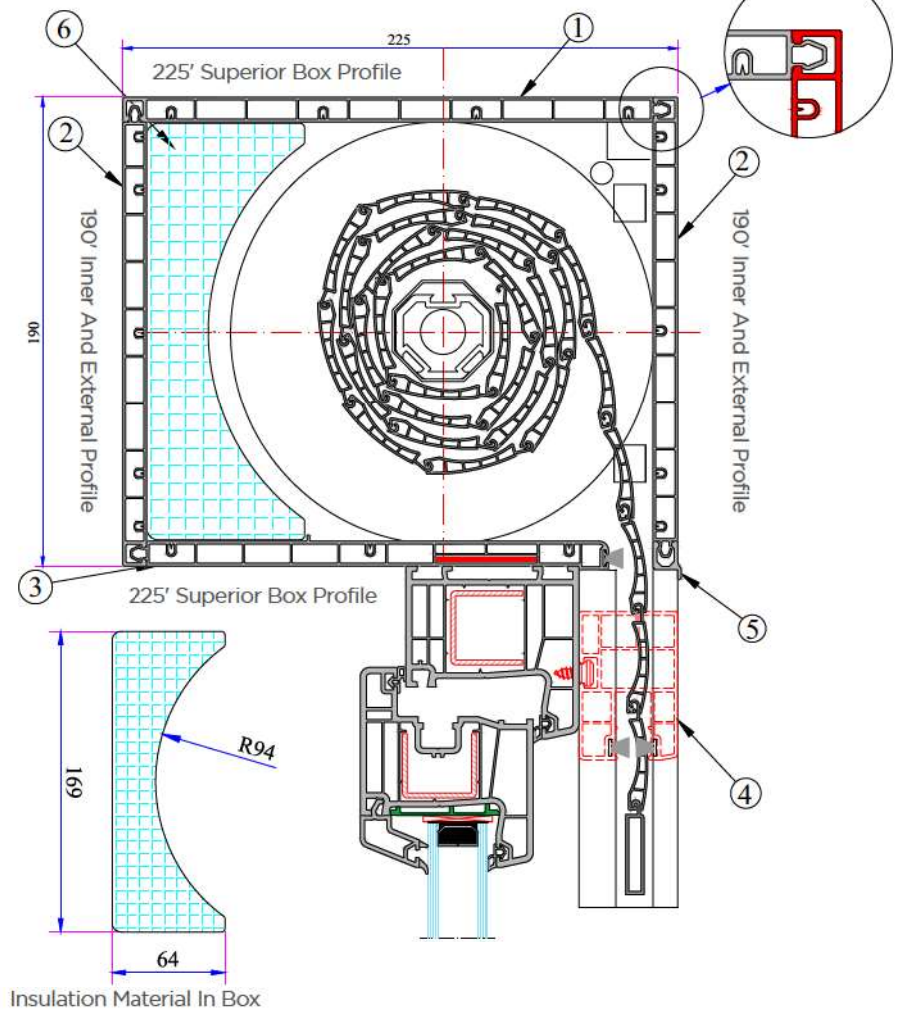 6
225
1
225' Superior Box Profile
2
2
190' Inner And External Profile
190
190' Inner And External Profile
3
225' Superior Box Profile
5
R94
169
4
64
Insulation Material In Box